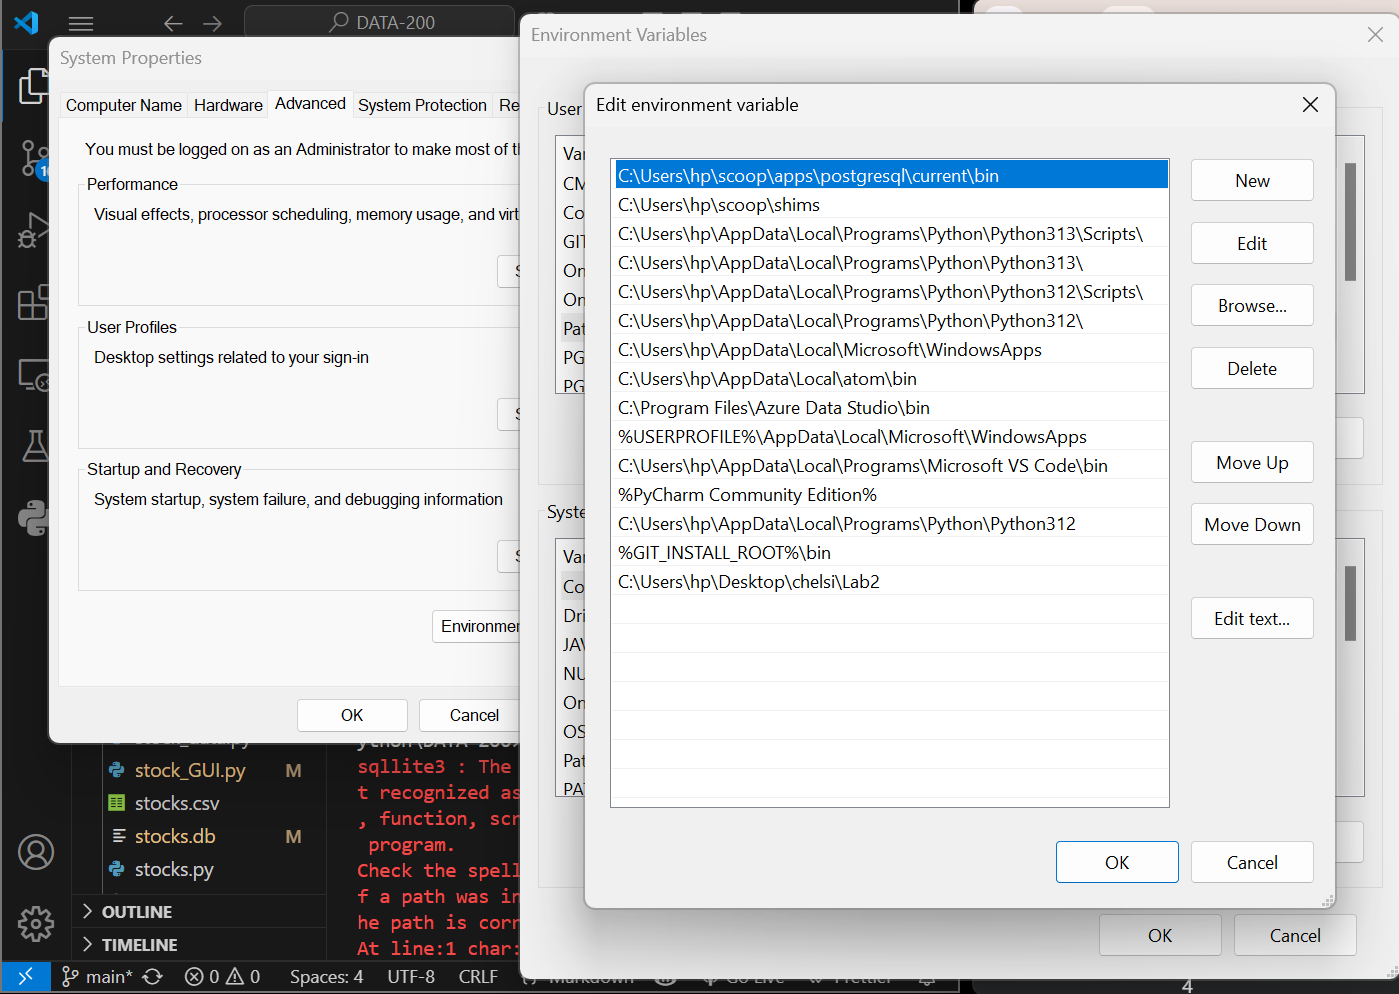 DATA-200
System Properties
Computer Name
Hardware
Advanced
System Protection
Re
You must be logged on as an Administrator to make most of th
Performance
Visual effects, processor scheduling, memory usage, and virt
S
User Profiles
Desktop settings related to your sign-in
S
Startup and Recovery
System startup, system failure, and debugging information
S
Environmen
OK
Cancel
Environment Variables
User
Va
CM
Co
GIT
On
On
Pat
PG
PG
Syste
Va
Co
Dri
JAV
NU
On
OS
Pat
PA
OK
Cancel
Edit environment variable
C:\Users\hp\scoop\apps\postgresql\current\bin
C:\Users\hp\scoop\shims
C:\Users\hp\AppData\Local\Programs\Python\Python313\Scripts\
C:\Users\hp\AppData\Local\Programs\Python\Python313\
C:\Users\hp\AppData\Local\Programs\Python\Python312\Scripts\
C:\Users\hp\AppData\Local\Programs\Python\Python312\
C:\Users\hp\AppData\Local\Microsoft\WindowsApps
C:\Users\hp\AppData\Local\atom\bin
C:\Program Files\Azure Data Studio\bin
%USERPROFILE%\AppData\Local\Microsoft\WindowsApps
C:\Users\hp\AppData\Local\Programs\Microsoft VS Code\bin
%PyCharm Community Edition%
C:\Users\hp\AppData\Local\Programs\Python\Python312
%GIT_INSTALL_ROOT%\bin
C:\Users\hp\Desktop\chelsi\Lab2
New
Edit
Browse...
Delete
Move Up
Move Down
Edit text...
OK
Cancel
stock_GUI.py M
stocks.csv
stocks.db M
stocks.py
OUTLINE
TIMELINE
sqllite3 : The
t recognized as
, function, scr
program.
Check the spell
f a path was in
he path is corr
At line:1 char:
main* 0 0 Spaces: 4 UTF-8 CRLF
4